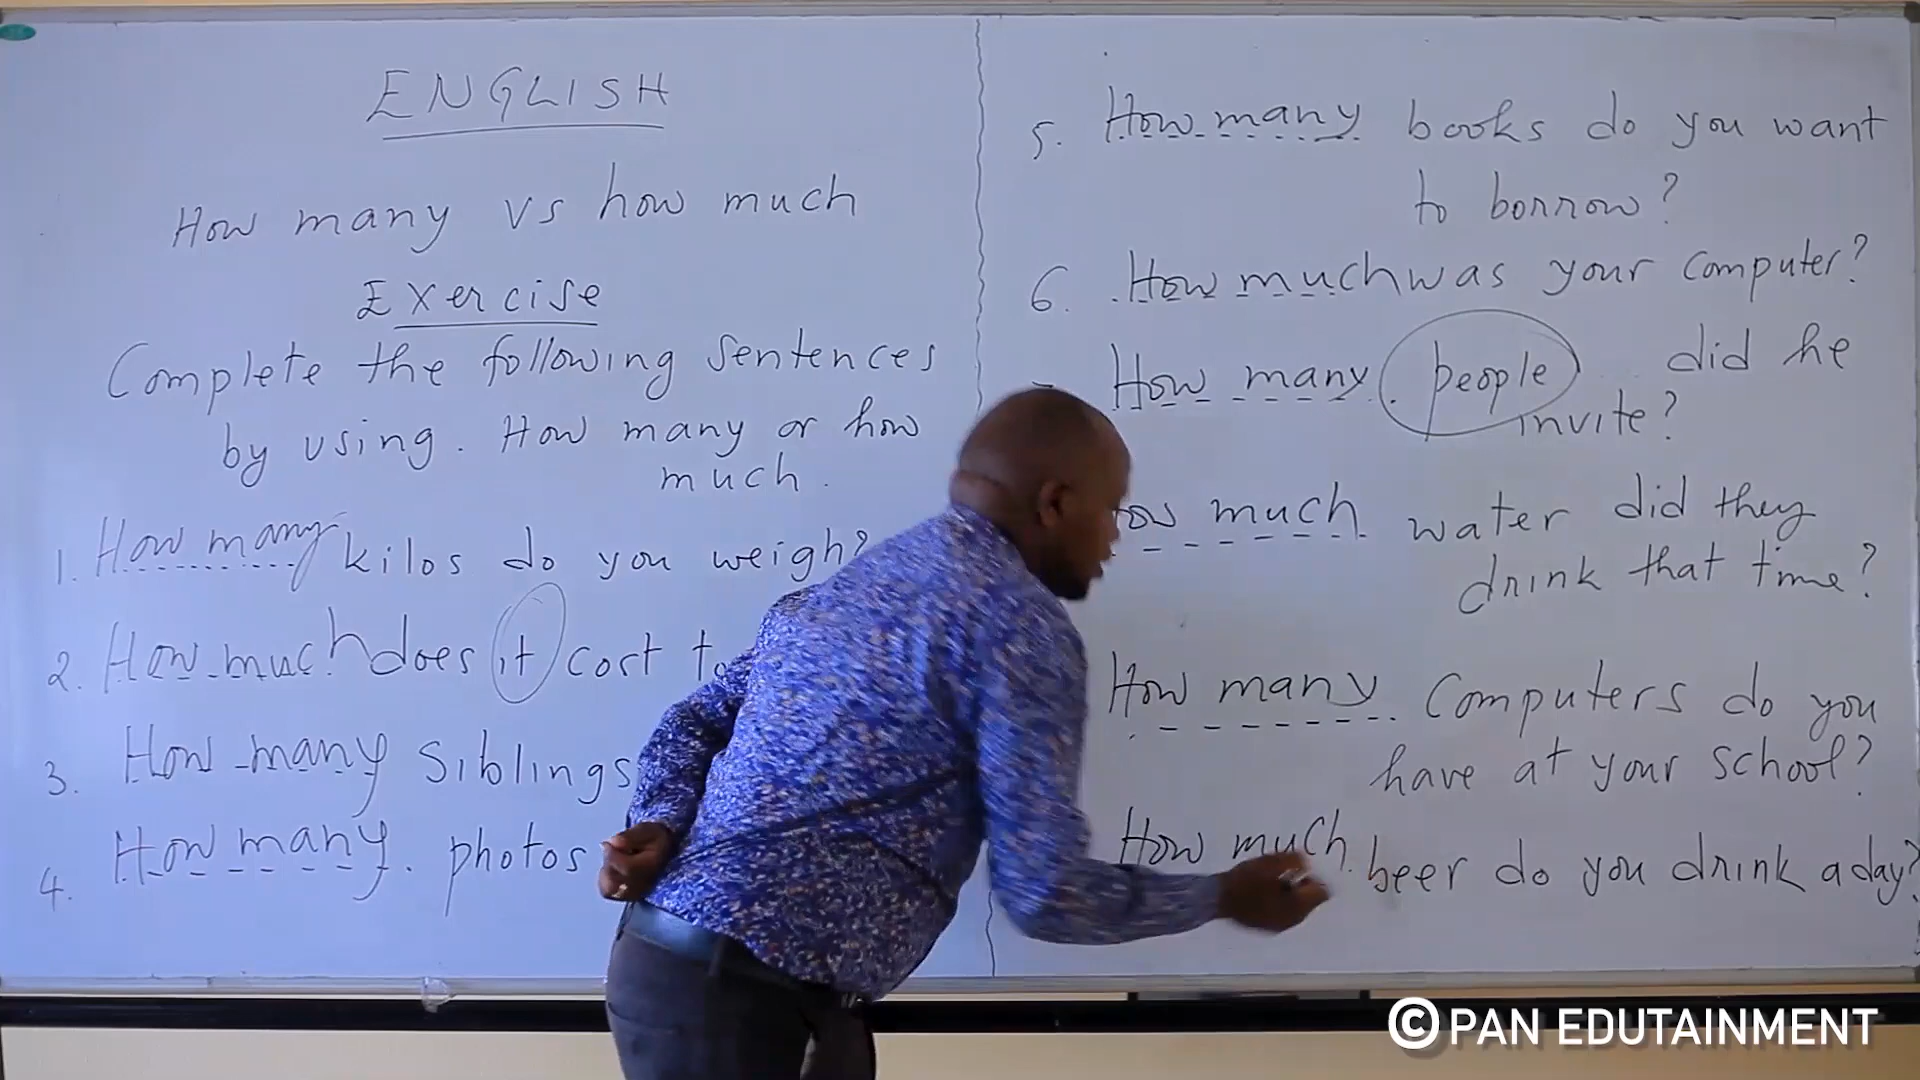 ENGLISH
How many vs how much
Exercise
Complete the following sentences
by using. How many or how
much.
1. How many kilos do you weigh?
2. How much does it cost to
3. How many siblings
4. How many. photos
5. How many books do you want
to borrow?
6. How much was your computer?
How many people did he
invite?
much water did they
drink that time?
How many computers do you
have at your school?
How much beer do you drink a day?
© PAN EDUTAINMENT